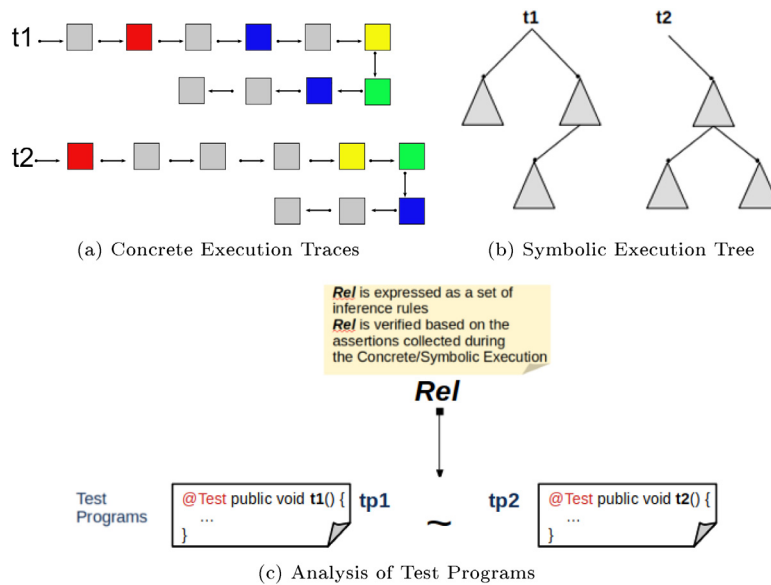 t1
t2
(a) Concrete Execution Traces
t1
t2
(b) Symbolic Execution Tree
Rel is expressed as a set of
inference rules
Rel is verified based on the
assertions collected during
the Concrete/Symbolic Execution
Rel
Test
Programs
@Test public void t1() {
...
}
tp1
~
tp2
@Test public void t2() {
...
}
(c) Analysis of Test Programs